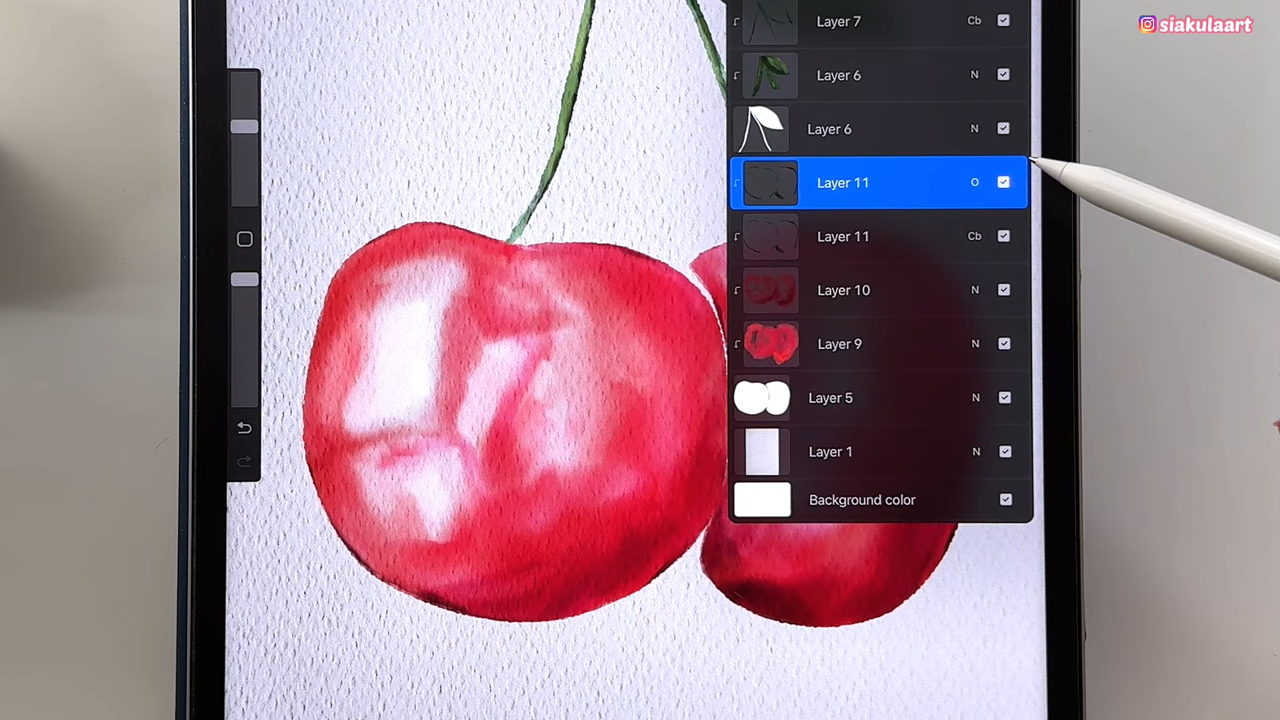 siakulaart
Layer 7 Cb
Layer 6 N
Layer 6 N
Layer 11 O
Layer 11 Cb
Layer 10 N
Layer 9 N
Layer 5 N
Layer 1 N
Background color